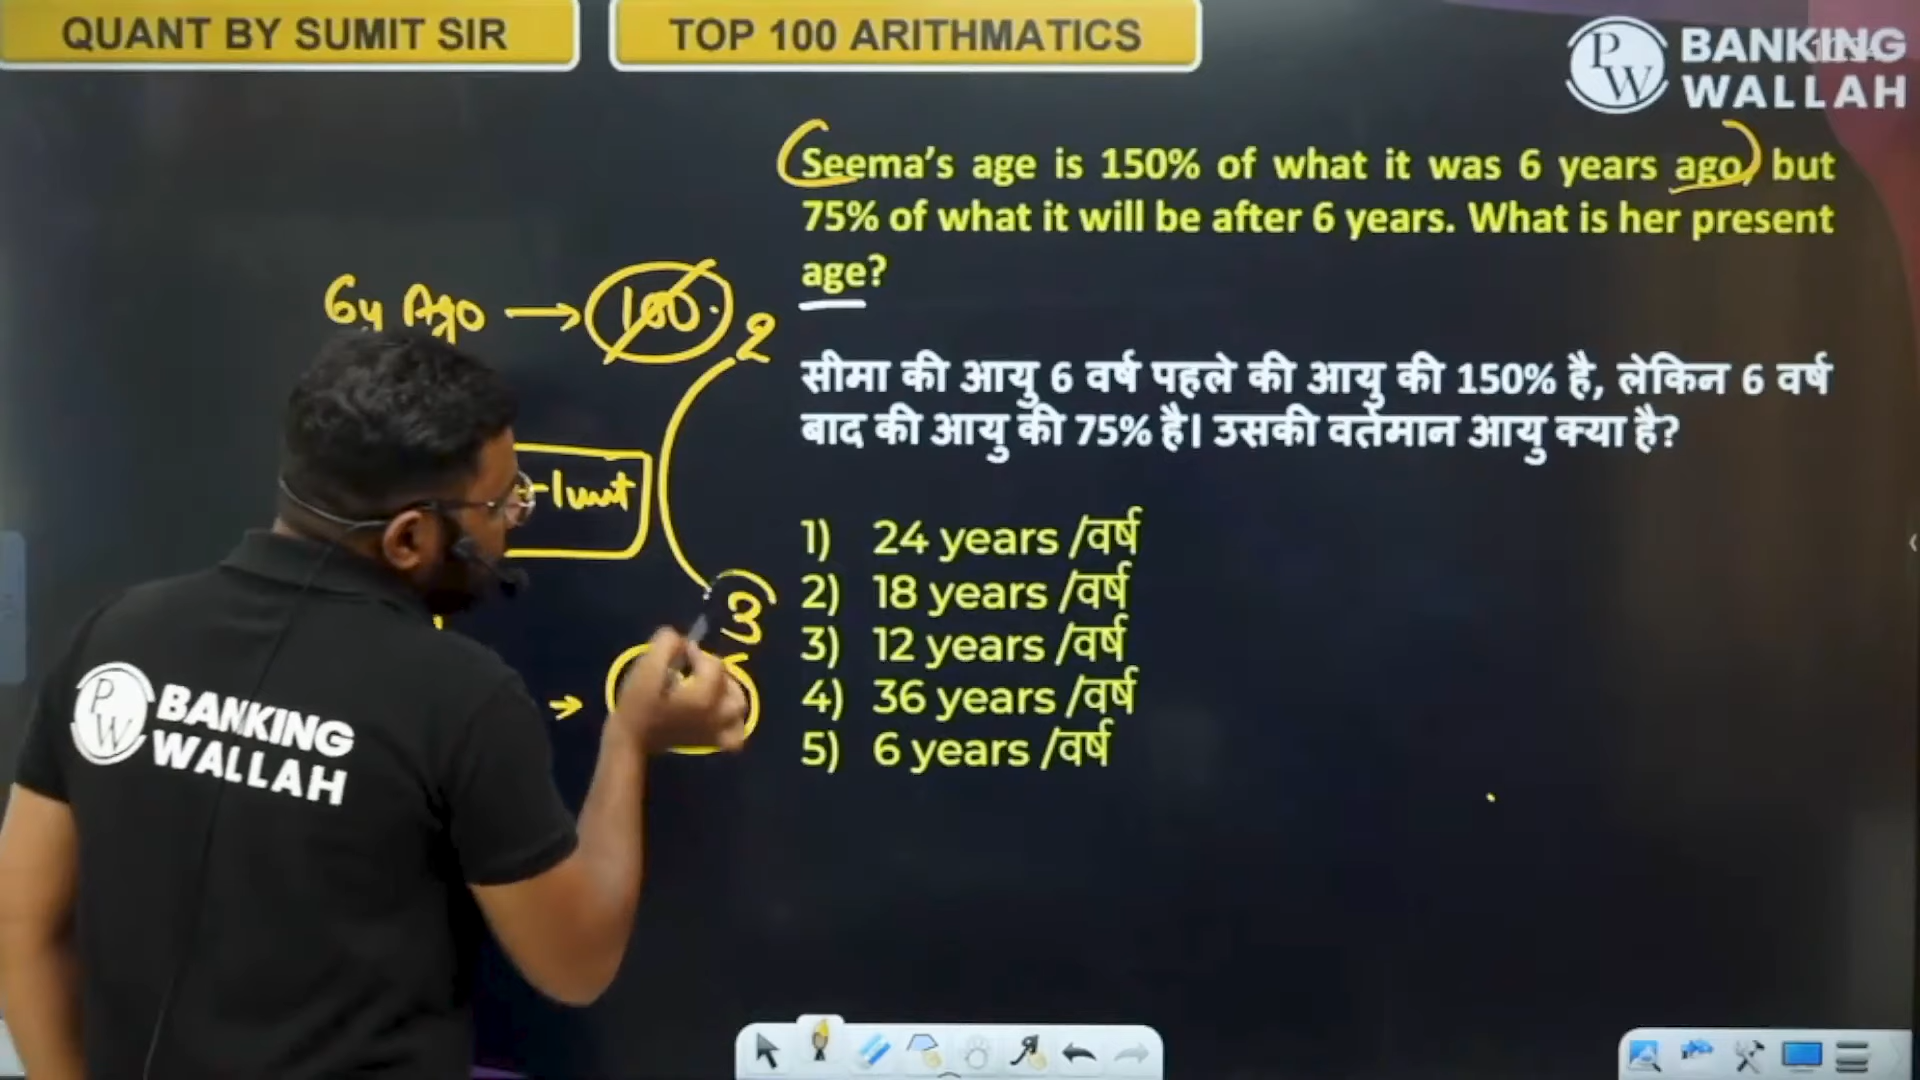 QUANT BY SUMIT SIR
TOP 100 ARITHMATICS
PW BANKING WALLAH
Seema's age is 150% of what it was 6 years ago, but
75% of what it will be after 6 years. What is her present
age?
6y Ago → 100 2
सीमा की आयु 6 वर्ष पहले की आयु की 150% है, लेकिन 6 वर्ष
बाद की आयु की 75% है। उसकी वर्तमान आयु क्या है?
1 unit
3
1) 24 years /वर्ष
2) 18 years /वर्ष
3) 12 years /वर्ष
4) 36 years /वर्ष
5) 6 years /वर्ष
PW BANKING
WALLAH